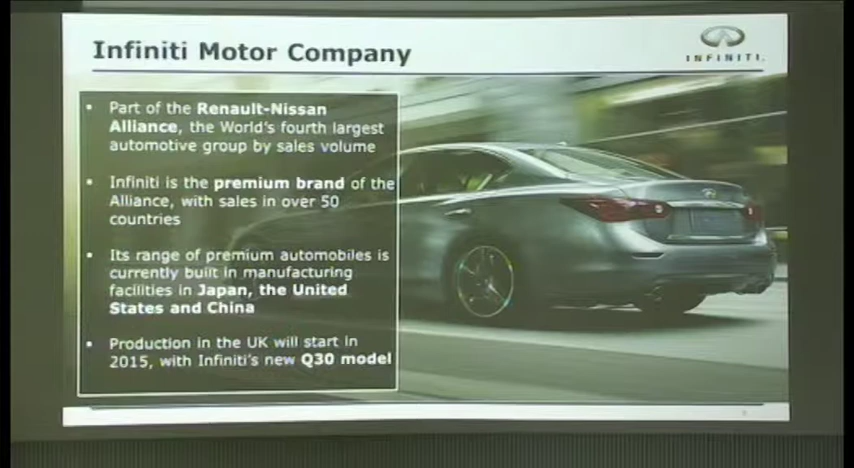 Infiniti Motor Company
INFINITI
Part of the Renault-Nissan
Alliance, the World's fourth largest
automotive group by sales volume
Infiniti is the premium brand of the
Alliance, with sales in over 50
countries
Its range of premium automobiles is
currently built in manufacturing
facilities in Japan, the United
States and China
Production in the UK will start in
2015, with Infiniti's new Q30 model